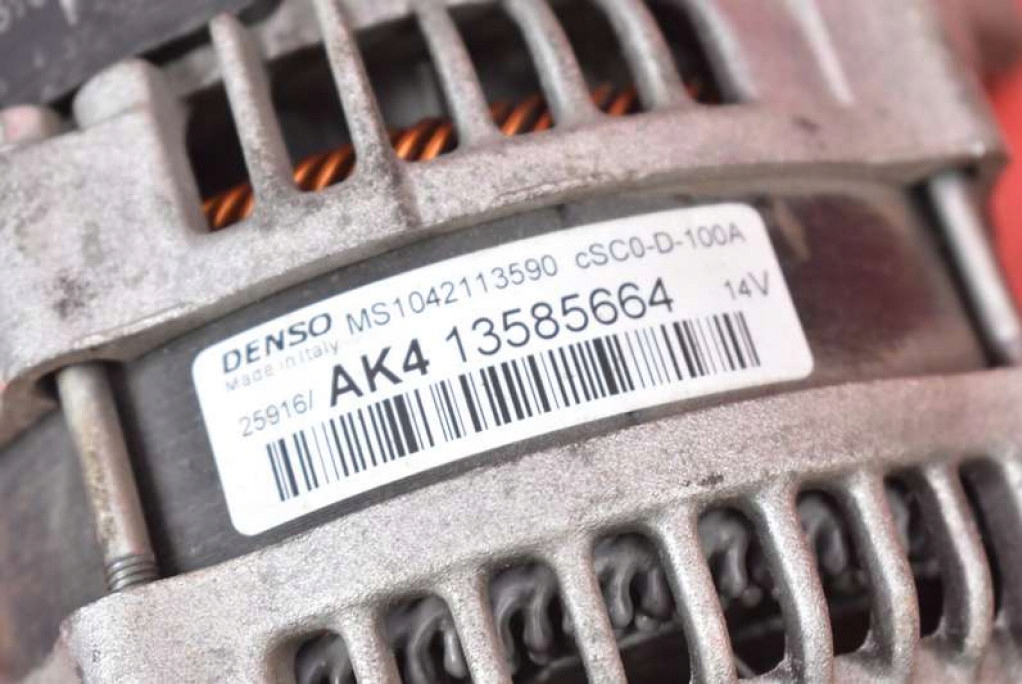 DENSO MS1042113590 cSC0-D-100A
Made in Italy
25916/ AK4 13585664 14V